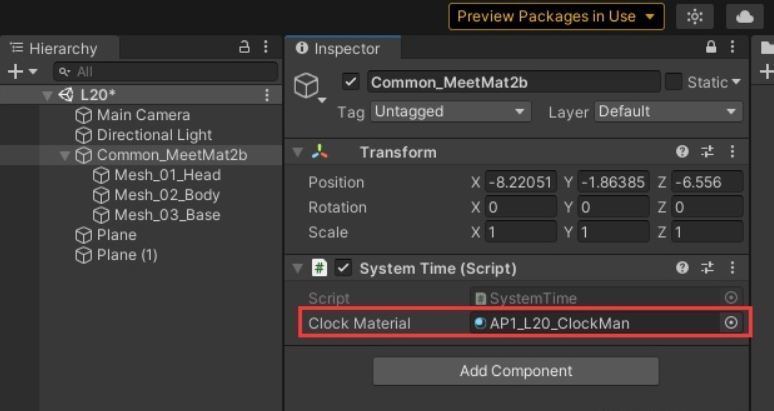 Preview Packages in Use
Hierarchy
All
L20*
Main Camera
Directional Light
Common_MeetMat2b
Mesh_01_Head
Mesh_02_Body
Mesh_03_Base
Plane
Plane (1)
Inspector
Common_MeetMat2b Static
Tag Untagged Layer Default
Transform
Position X -8.22051 Y -1.86385 Z -6.556
Rotation X 0 Y 0 Z 0
Scale X 1 Y 1 Z 1
# System Time (Script)
Script SystemTime
Clock Material AP1_L20_ClockMan
Add Component